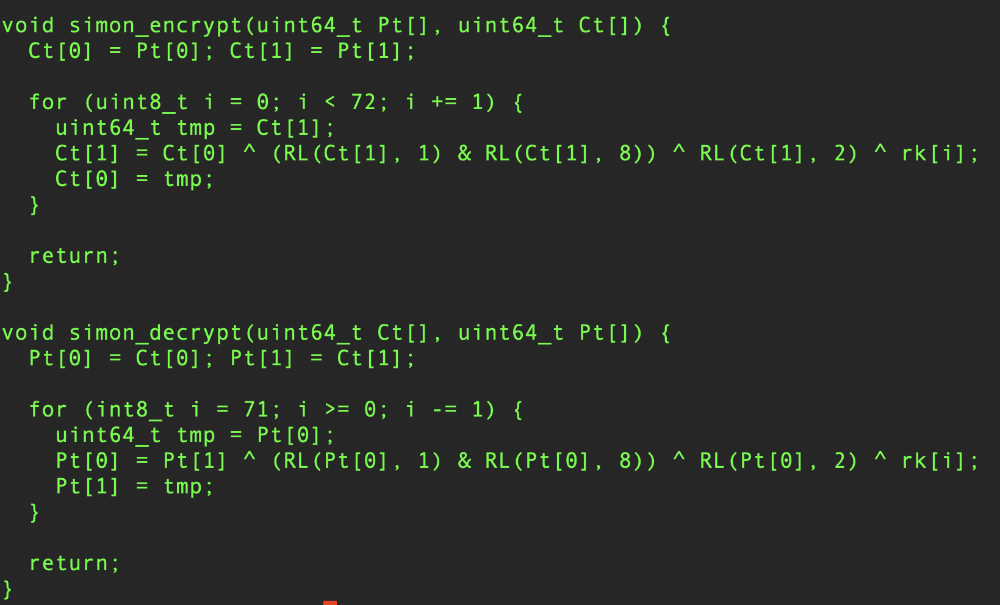 void simon_encrypt(uint64_t Pt[], uint64_t Ct[]) {
  Ct[0] = Pt[0]; Ct[1] = Pt[1];

  for (uint8_t i = 0; i < 72; i += 1) {
    uint64_t tmp = Ct[1];
    Ct[1] = Ct[0] ^ (RL(Ct[1], 1) & RL(Ct[1], 8)) ^ RL(Ct[1], 2) ^ rk[i];
    Ct[0] = tmp;
  }

  return;
}

void simon_decrypt(uint64_t Ct[], uint64_t Pt[]) {
  Pt[0] = Ct[0]; Pt[1] = Ct[1];

  for (int8_t i = 71; i >= 0; i -= 1) {
    uint64_t tmp = Pt[0];
    Pt[0] = Pt[1] ^ (RL(Pt[0], 1) & RL(Pt[0], 8)) ^ RL(Pt[0], 2) ^ rk[i];
    Pt[1] = tmp;
  }

  return;
}